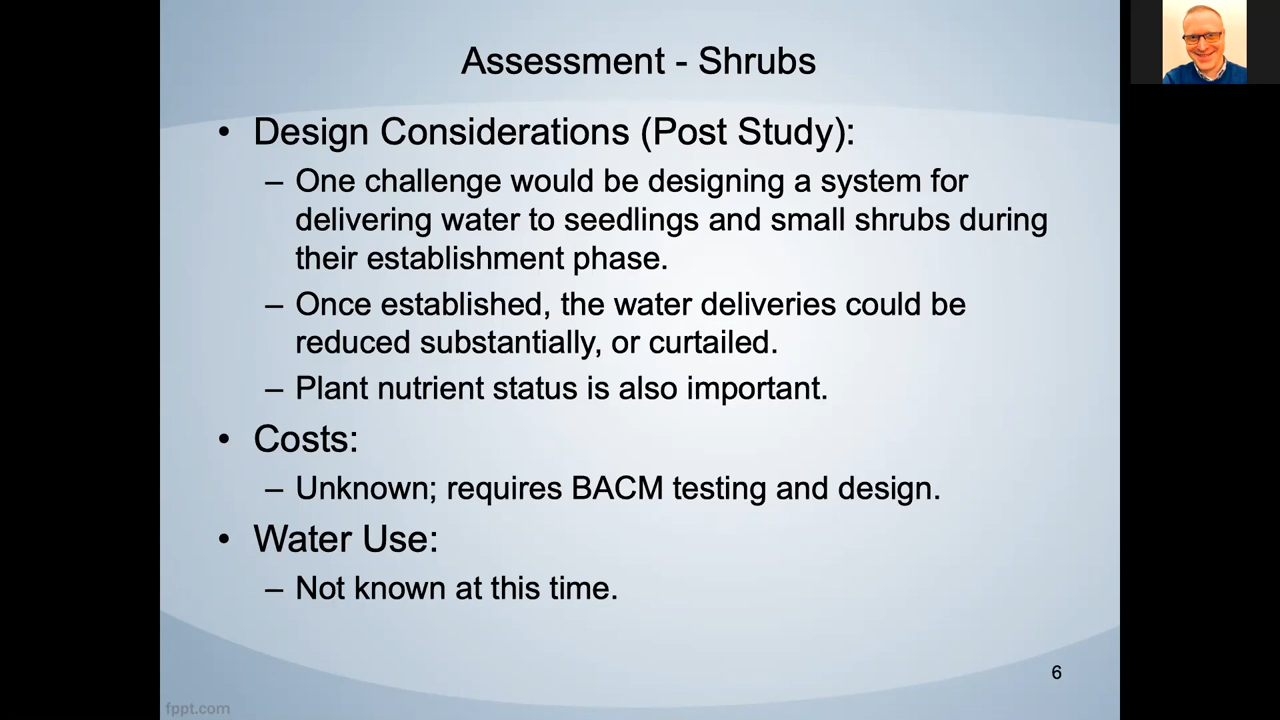 Assessment - Shrubs
• Design Considerations (Post Study):
– One challenge would be designing a system for
delivering water to seedlings and small shrubs during
their establishment phase.
– Once established, the water deliveries could be
reduced substantially, or curtailed.
– Plant nutrient status is also important.
• Costs:
– Unknown; requires BACM testing and design.
• Water Use:
– Not known at this time.
6
fppt.com